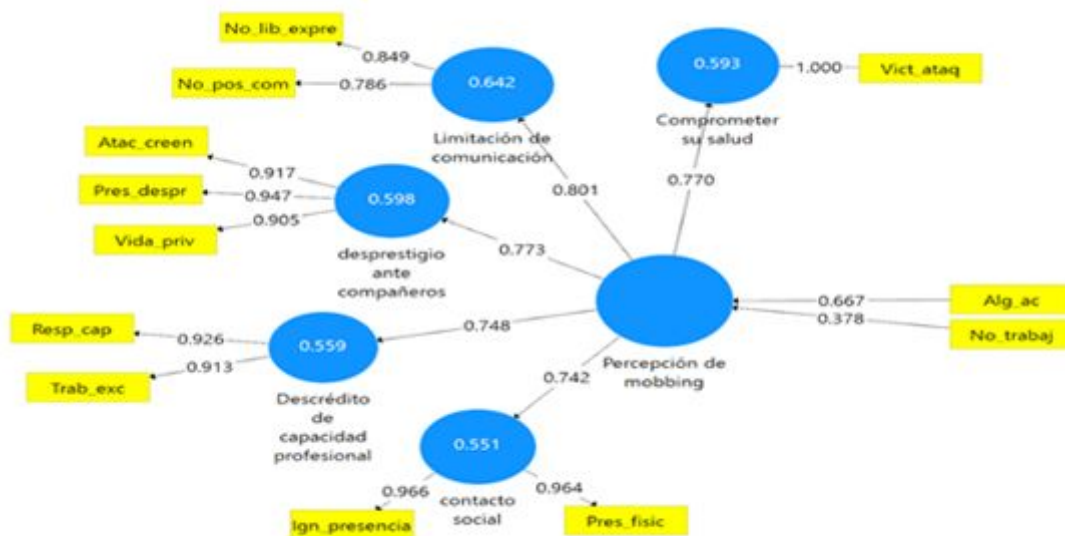 No_lib_expre
0.849
No_pos_com
0.786
0.642
Limitación de
comunicación
0.593
1.000
Vict_ataq
Comprometer
su salud
0.770
0.801
Atac_creen
0.917
Pres_despr
0.947
Vida_priv
0.905
0.598
desprestigio
ante
compañeros
0.773
Resp_cap
0.926
Trab_exc
0.913
0.559
Descrédito
de
capacidad
profesional
0.748
Percepción de
mobbing
0.667
Alg_ac
0.378
No_trabaj
0.742
0.551
contacto
social
0.966
Ign_presencia
0.964
Pres_fisic